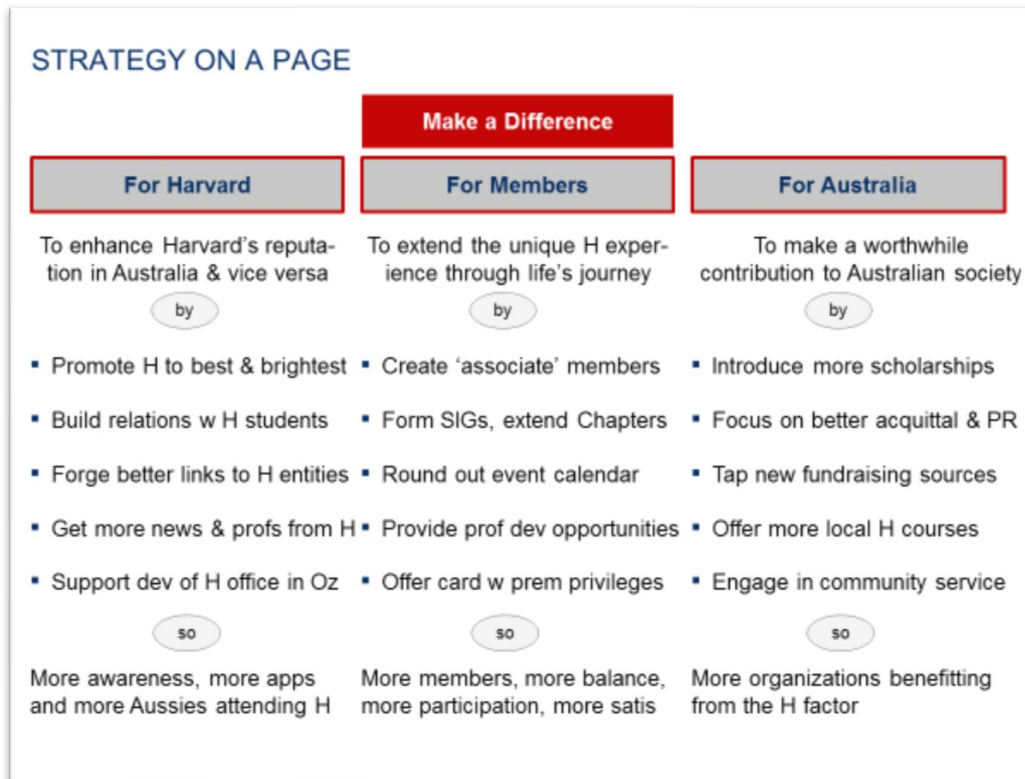 STRATEGY ON A PAGE
Make a Difference
For Harvard
To enhance Harvard's reputa-
tion in Australia & vice versa
by
▪ Promote H to best & brightest
▪ Build relations w H students
▪ Forge better links to H entities
▪ Get more news & profs from H
▪ Support dev of H office in Oz
so
More awareness, more apps
and more Aussies attending H
For Members
To extend the unique H exper-
ience through life's journey
by
▪ Create ‘associate’ members
▪ Form SIGs, extend Chapters
▪ Round out event calendar
▪ Provide prof dev opportunities
▪ Offer card w prem privileges
so
More members, more balance,
more participation, more satis
For Australia
To make a worthwhile
contribution to Australian society
by
▪ Introduce more scholarships
▪ Focus on better acquittal & PR
▪ Tap new fundraising sources
▪ Offer more local H courses
▪ Engage in community service
so
More organizations benefitting
from the H factor